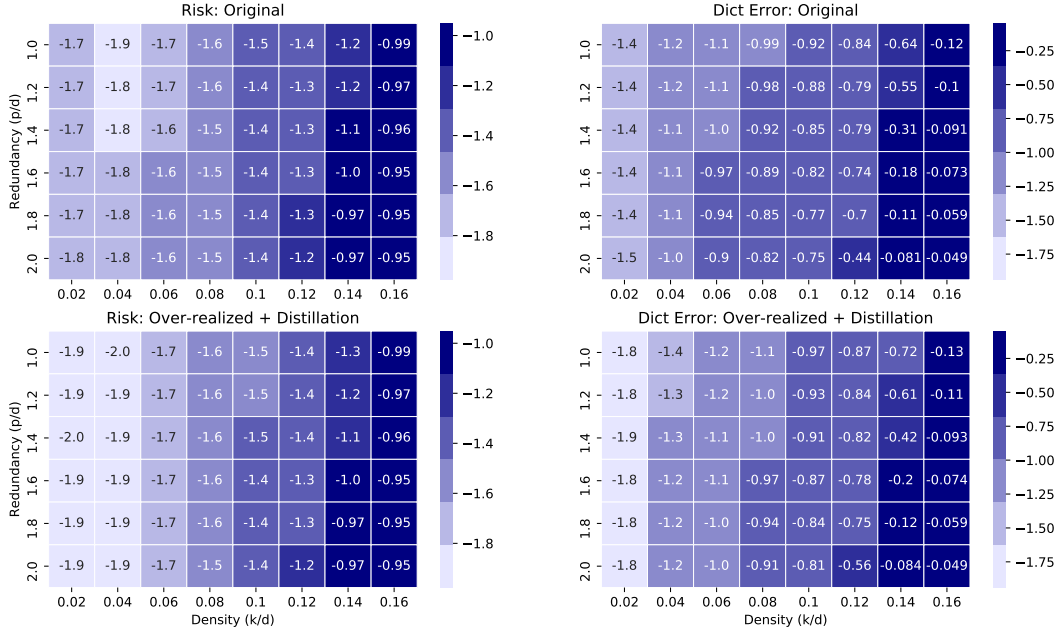 Risk: Original
Redundancy (p/d)
1.0 -1.7 -1.9 -1.7 -1.6 -1.5 -1.4 -1.2 -0.99
1.2 -1.7 -1.8 -1.7 -1.6 -1.4 -1.3 -1.2 -0.97
1.4 -1.7 -1.8 -1.6 -1.5 -1.4 -1.3 -1.1 -0.96
1.6 -1.7 -1.8 -1.6 -1.5 -1.4 -1.3 -1.0 -0.95
1.8 -1.7 -1.8 -1.6 -1.5 -1.4 -1.3 -0.97 -0.95
2.0 -1.8 -1.8 -1.6 -1.5 -1.4 -1.2 -0.97 -0.95
0.02 0.04 0.06 0.08 0.1 0.12 0.14 0.16
−1.0
−1.2
−1.4
−1.6
−1.8
Dict Error: Original
1.0 -1.4 -1.2 -1.1 -0.99 -0.92 -0.84 -0.64 -0.12
1.2 -1.4 -1.2 -1.1 -0.98 -0.88 -0.79 -0.55 -0.1
1.4 -1.4 -1.1 -1.0 -0.92 -0.85 -0.79 -0.31 -0.091
1.6 -1.4 -1.1 -0.97 -0.89 -0.82 -0.74 -0.18 -0.073
1.8 -1.4 -1.1 -0.94 -0.85 -0.77 -0.7 -0.11 -0.059
2.0 -1.5 -1.0 -0.9 -0.82 -0.75 -0.44 -0.081 -0.049
0.02 0.04 0.06 0.08 0.1 0.12 0.14 0.16
−0.25
−0.50
−0.75
−1.00
−1.25
−1.50
−1.75
Risk: Over-realized + Distillation
Redundancy (p/d)
1.0 -1.9 -2.0 -1.7 -1.6 -1.5 -1.4 -1.3 -0.99
1.2 -1.9 -1.9 -1.7 -1.6 -1.5 -1.4 -1.2 -0.97
1.4 -2.0 -1.9 -1.7 -1.6 -1.5 -1.4 -1.1 -0.96
1.6 -1.9 -1.9 -1.7 -1.6 -1.4 -1.3 -1.0 -0.95
1.8 -1.9 -1.9 -1.7 -1.6 -1.4 -1.3 -0.97 -0.95
2.0 -1.9 -1.9 -1.7 -1.5 -1.4 -1.2 -0.97 -0.95
0.02 0.04 0.06 0.08 0.1 0.12 0.14 0.16
Density (k/d)
−1.0
−1.2
−1.4
−1.6
−1.8
Dict Error: Over-realized + Distillation
1.0 -1.8 -1.4 -1.2 -1.1 -0.97 -0.87 -0.72 -0.13
1.2 -1.8 -1.3 -1.2 -1.0 -0.93 -0.84 -0.61 -0.11
1.4 -1.9 -1.3 -1.1 -1.0 -0.91 -0.82 -0.42 -0.093
1.6 -1.8 -1.2 -1.1 -0.97 -0.87 -0.78 -0.2 -0.074
1.8 -1.8 -1.2 -1.0 -0.94 -0.84 -0.75 -0.12 -0.059
2.0 -1.8 -1.2 -1.0 -0.91 -0.81 -0.56 -0.084 -0.049
0.02 0.04 0.06 0.08 0.1 0.12 0.14 0.16
Density (k/d)
−0.25
−0.50
−0.75
−1.00
−1.25
−1.50
−1.75